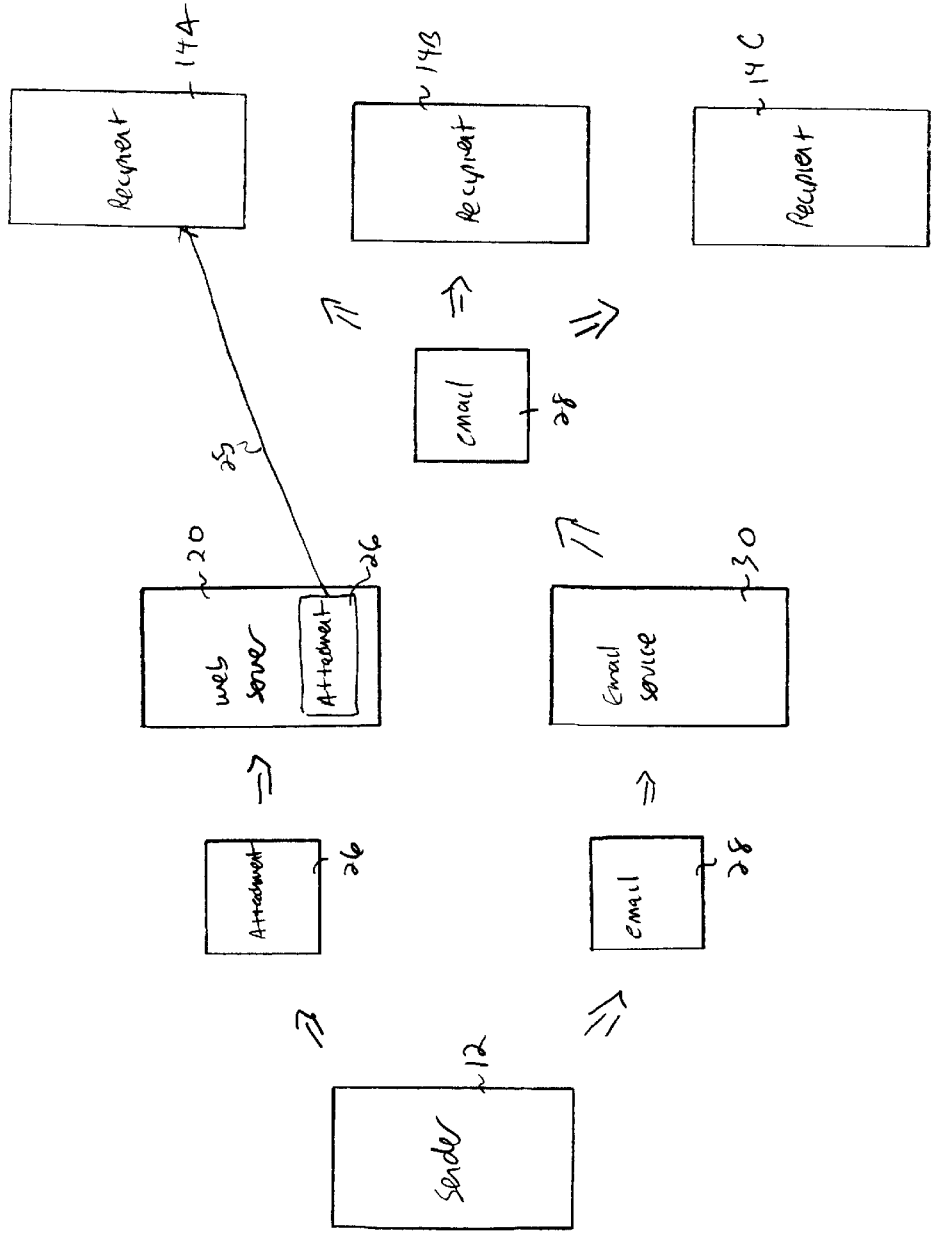 Recipient
14A
20
web
server
25
Attachment
Attachment
26
26
14B
Recipient
email
28
Sender
12
Email
service
30
email
28
14C
Recipient